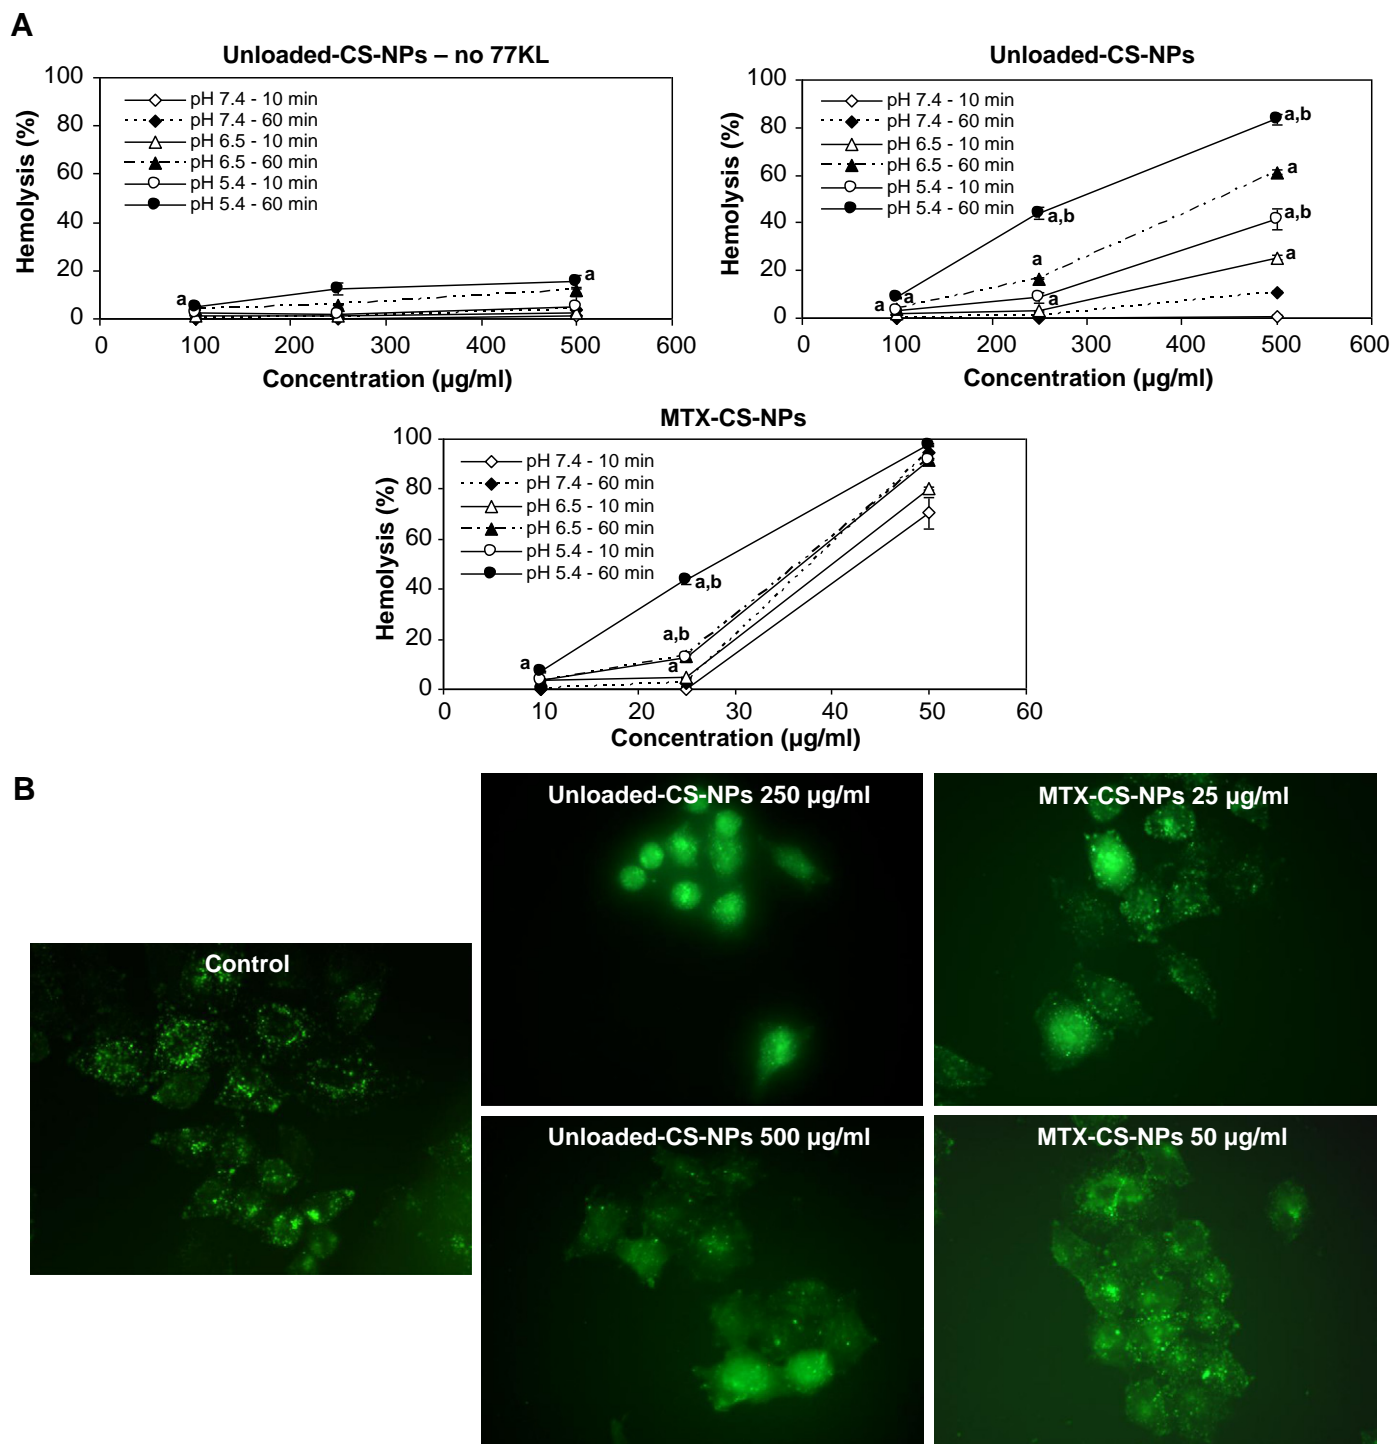 A
Unloaded-CS-NPs – no 77KL
Hemolysis (%)
100
80
60
40
20
0
pH 7.4 - 10 min
pH 7.4 - 60 min
pH 6.5 - 10 min
pH 6.5 - 60 min
pH 5.4 - 10 min
pH 5.4 - 60 min
a
a
0 100 200 300 400 500 600
Concentration (µg/ml)
Unloaded-CS-NPs
Hemolysis (%)
100
80
60
40
20
0
pH 7.4 - 10 min
pH 7.4 - 60 min
pH 6.5 - 10 min
pH 6.5 - 60 min
pH 5.4 - 10 min
pH 5.4 - 60 min
a,b
a
a,b
a,b
a
a
a
a
a
0 100 200 300 400 500 600
Concentration (µg/ml)
MTX-CS-NPs
Hemolysis (%)
100
80
60
40
20
0
pH 7.4 - 10 min
pH 7.4 - 60 min
pH 6.5 - 10 min
pH 6.5 - 60 min
pH 5.4 - 10 min
pH 5.4 - 60 min
a,b
a,b
a
a
0 10 20 30 40 50 60
Concentration (µg/ml)
B
Control
Unloaded-CS-NPs 250 µg/ml
MTX-CS-NPs 25 µg/ml
Unloaded-CS-NPs 500 µg/ml
MTX-CS-NPs 50 µg/ml